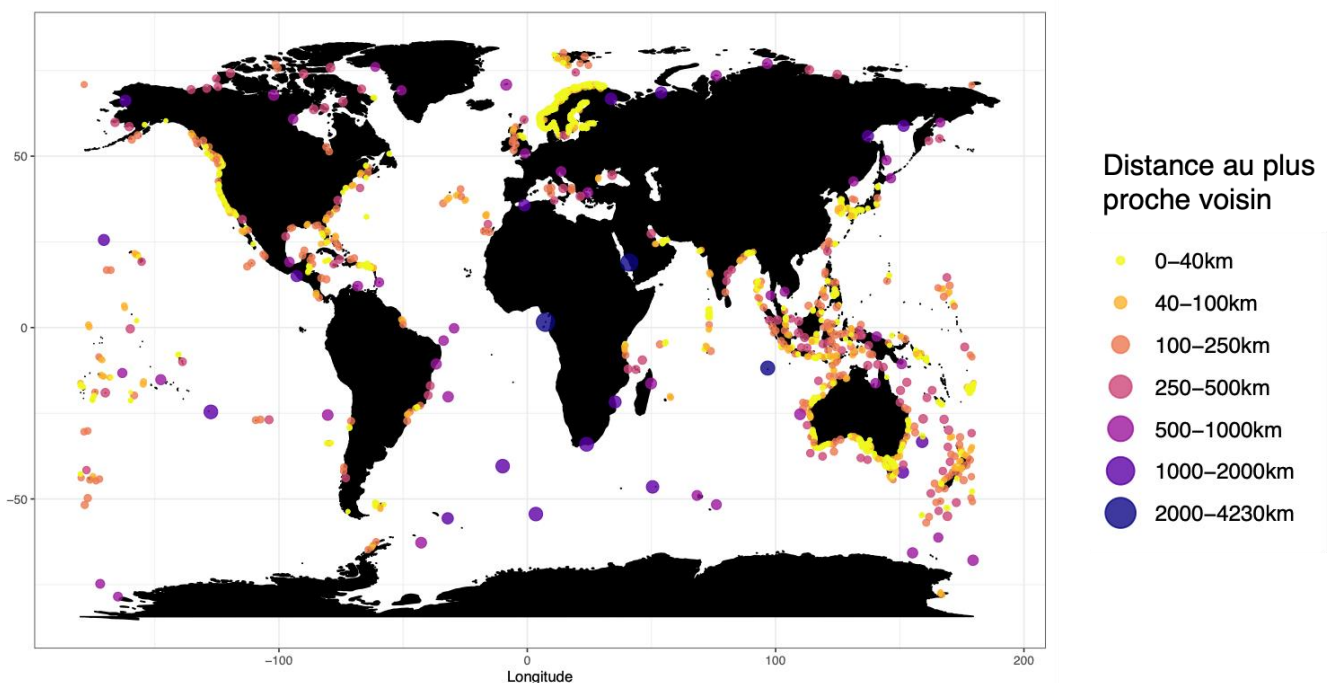 50
0
−50
−100
0
100
200
Longitude
Distance au plus
proche voisin
0−40km
40−100km
100−250km
250−500km
500−1000km
1000−2000km
2000−4230km